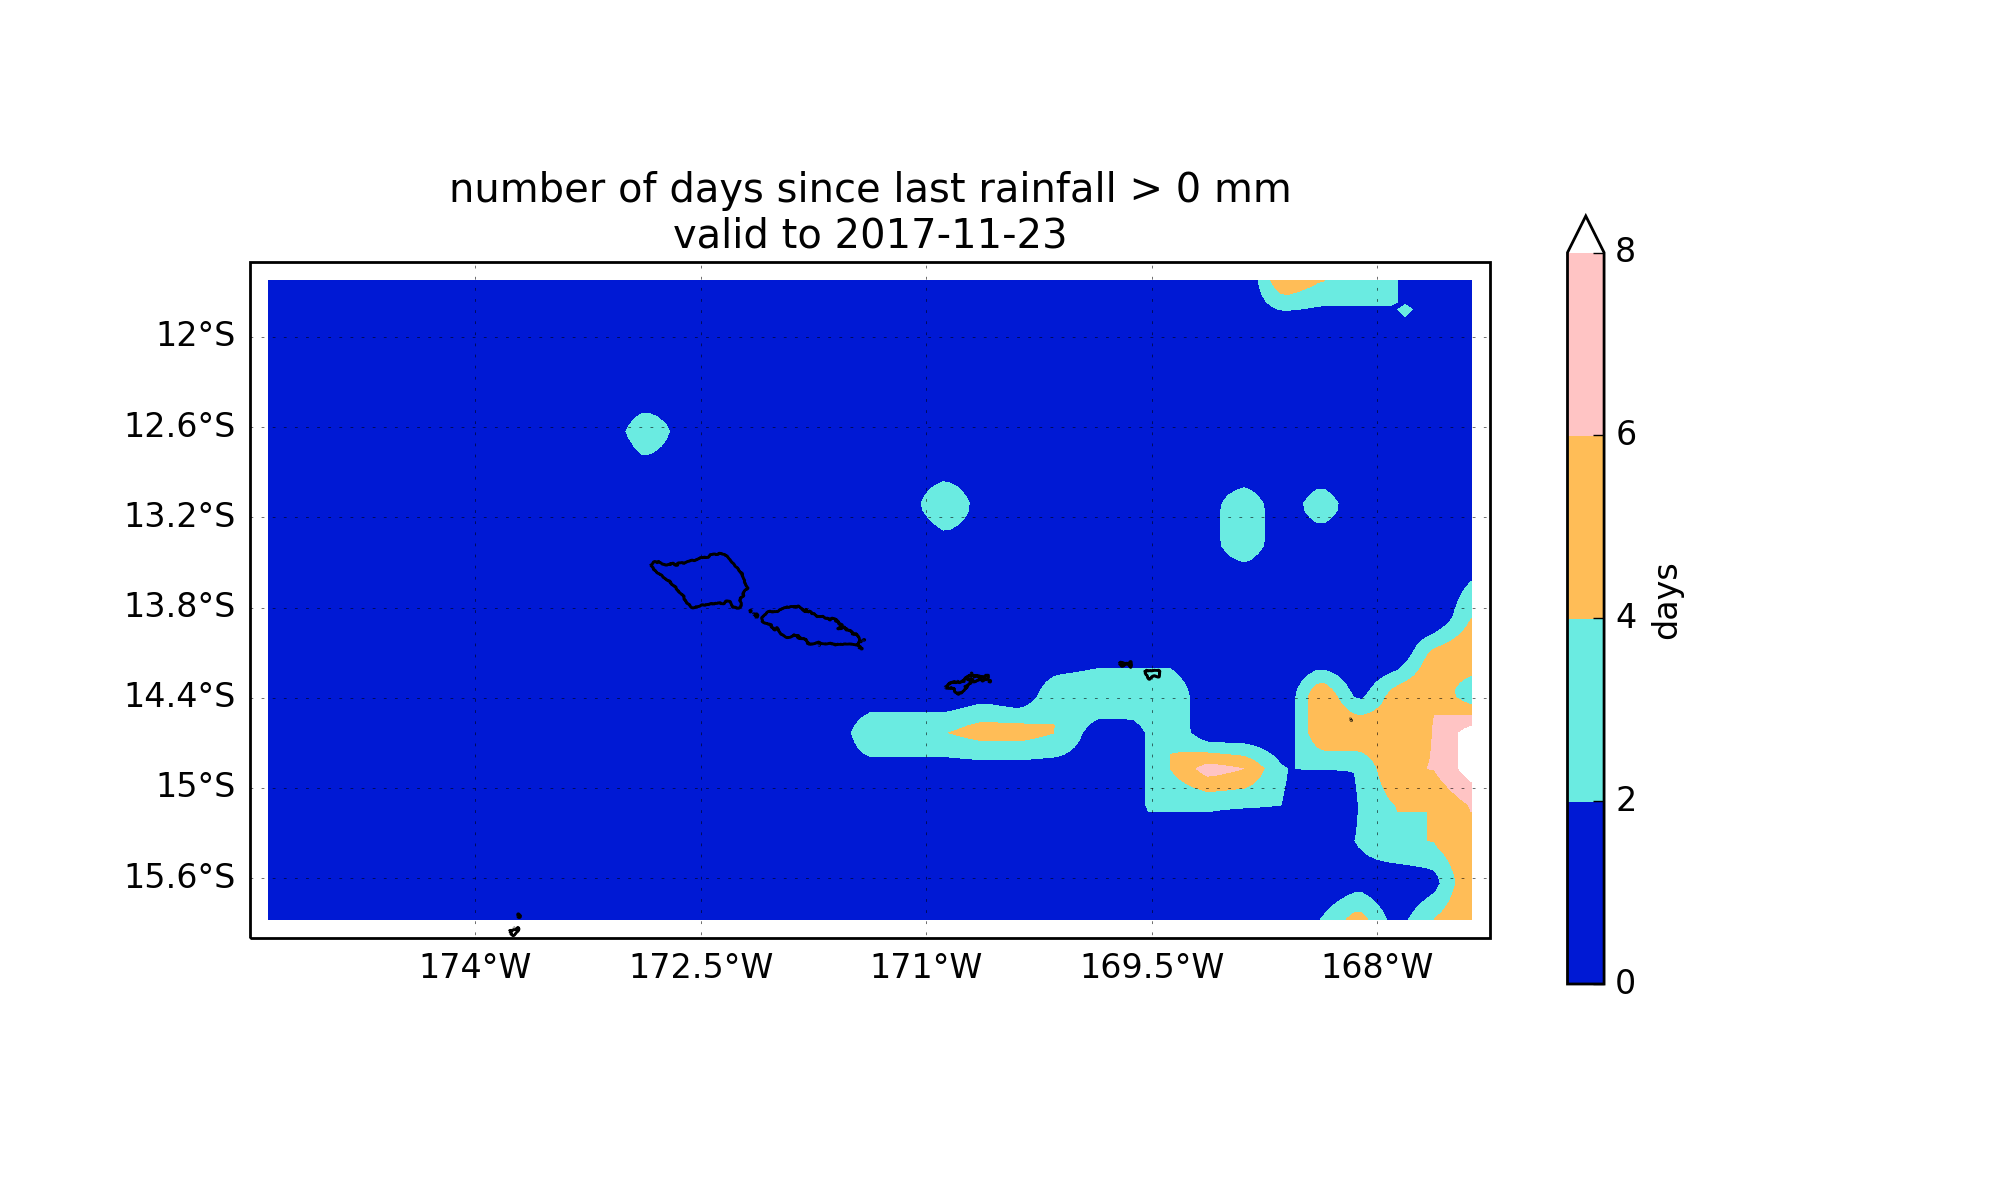 number of days since last rainfall > 0 mm
valid to 2017-11-23
12°S
12.6°S
13.2°S
13.8°S
14.4°S
15°S
15.6°S
174°W 172.5°W 171°W 169.5°W 168°W
8
6
4
2
0
days